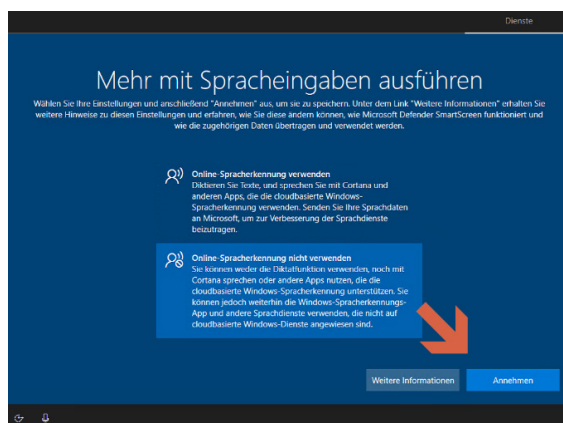 Dienste
Mehr mit Spracheingaben ausführen
Wählen Sie Ihre Einstellungen und anschließend "Annehmen" aus, um sie zu speichern. Unter dem Link "Weitere Informationen" erhalten Sie
weitere Hinweise zu diesen Einstellungen und erfahren, wie Sie diese ändern können, wie Microsoft Defender SmartScreen funktioniert und
wie die zugehörigen Daten übertragen und verwendet werden.
Online-Spracherkennung verwenden
Diktieren Sie Texte, und sprechen Sie mit Cortana und
anderen Apps, die die cloudbasierte Windows-
Spracherkennung verwenden. Senden Sie Ihre Sprachdaten
an Microsoft, um zur Verbesserung der Sprachdienste
beizutragen.
Online-Spracherkennung nicht verwenden
Sie können weder die Diktatfunktion verwenden, noch mit
Cortana sprechen oder andere Apps nutzen, die die
cloudbasierte Windows-Spracherkennung unterstützen. Sie
können jedoch weiterhin die Windows-Spracherkennungs-
App und andere Sprachdienste verwenden, die nicht auf
cloudbasierte Windows-Dienste angewiesen sind.
Weitere Informationen
Annehmen